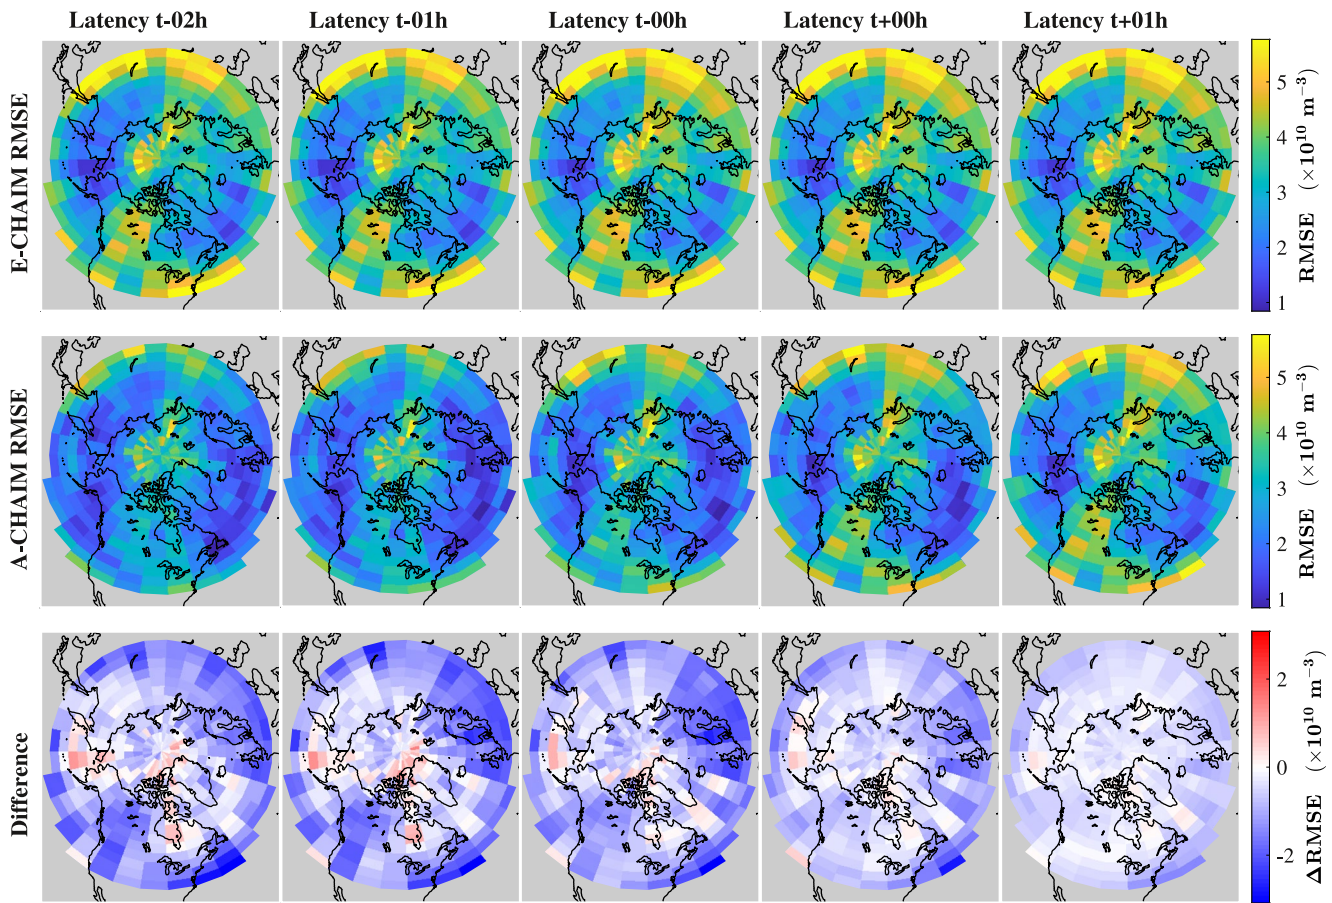 Latency t-02h
Latency t-01h
Latency t-00h
Latency t+00h
Latency t+01h
E-CHAIM RMSE
5
4
3
2
1
RMSE (×10¹⁰ m⁻³)
A-CHAIM RMSE
5
4
3
2
1
RMSE (×10¹⁰ m⁻³)
Difference
2
0
-2
ΔRMSE (×10¹⁰ m⁻³)